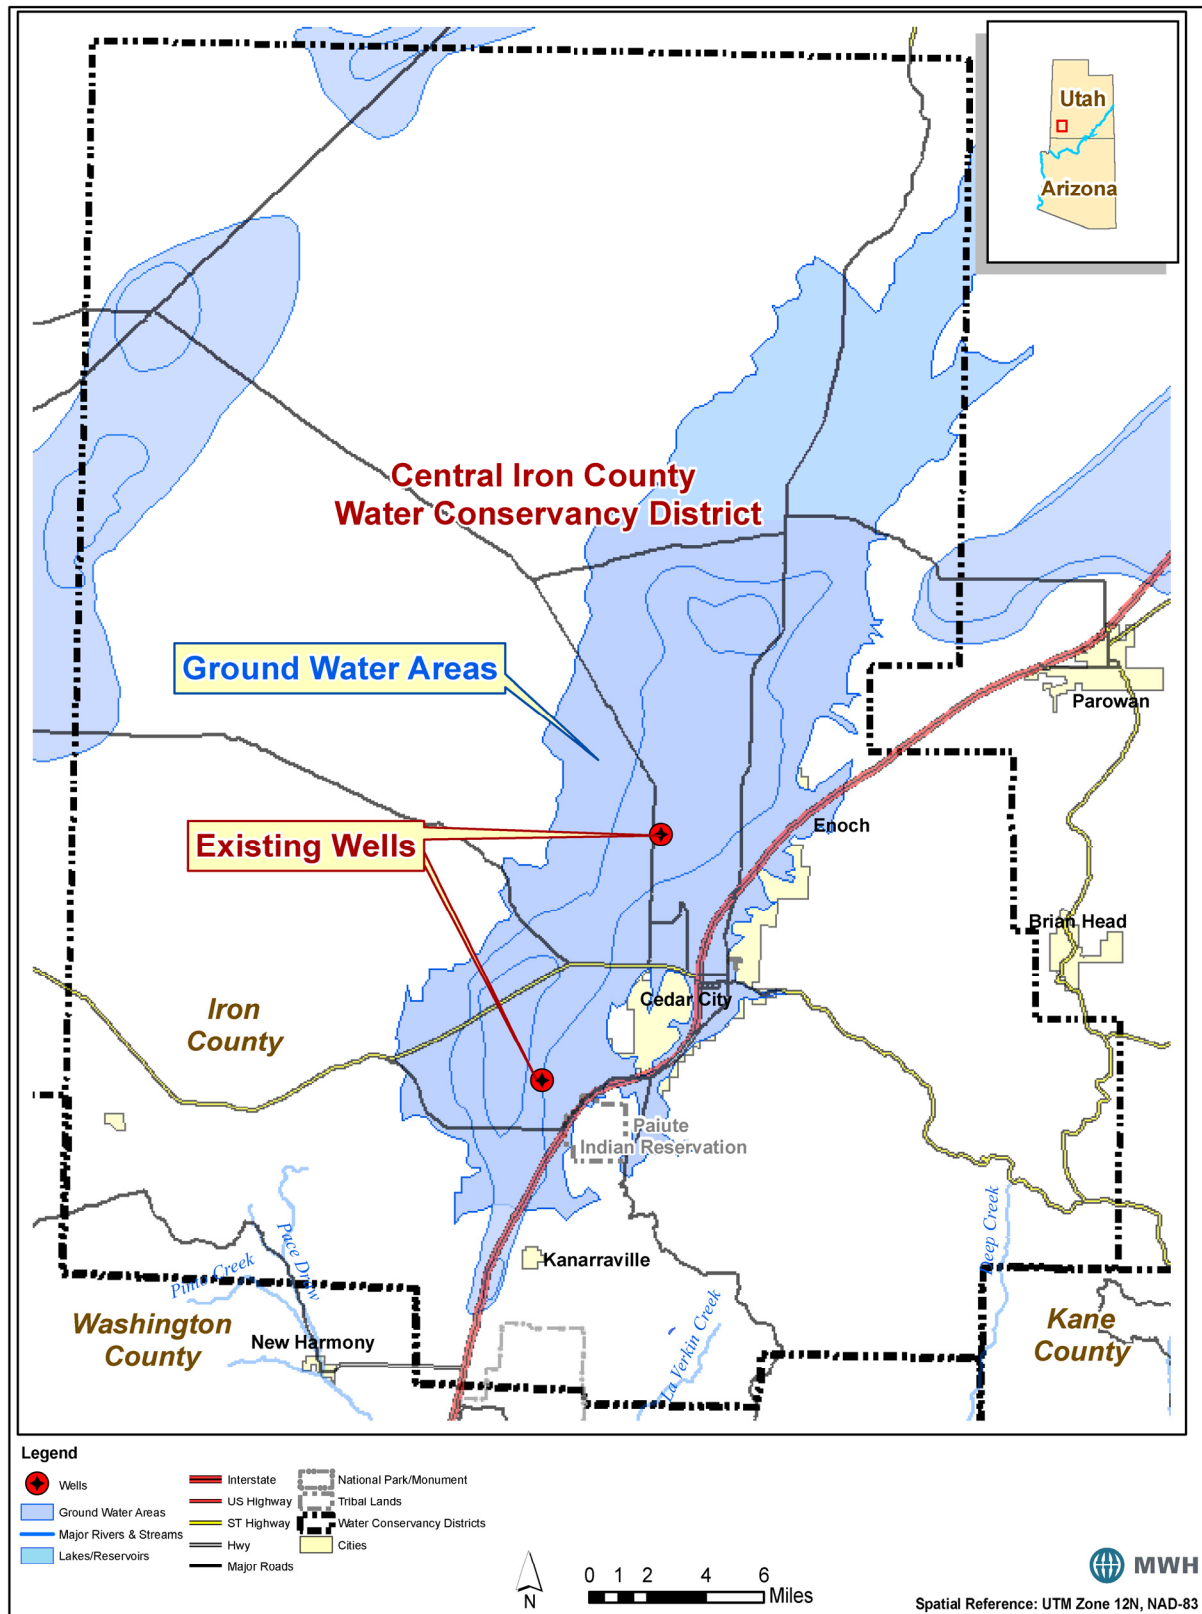 Utah
Arizona
Central Iron County
Water Conservancy District
Ground Water Areas
Parowan
Existing Wells
Enoch
Brian Head
Cedar City
Iron
County
Paiute
Indian Reservation
Pace Draw
Pinto Creek
Deep Creek
Kanarraville
La Verkin Creek
Washington
County
New Harmony
Kane
County
Legend
Wells
Ground Water Areas
Major Rivers & Streams
Lakes/Reservoirs
Interstate
US Highway
ST Highway
Hwy
Major Roads
National Park/Monument
Tribal Lands
Water Conservancy Districts
Cities
N
0 1 2 4 6
Miles
MWH
Spatial Reference: UTM Zone 12N, NAD-83